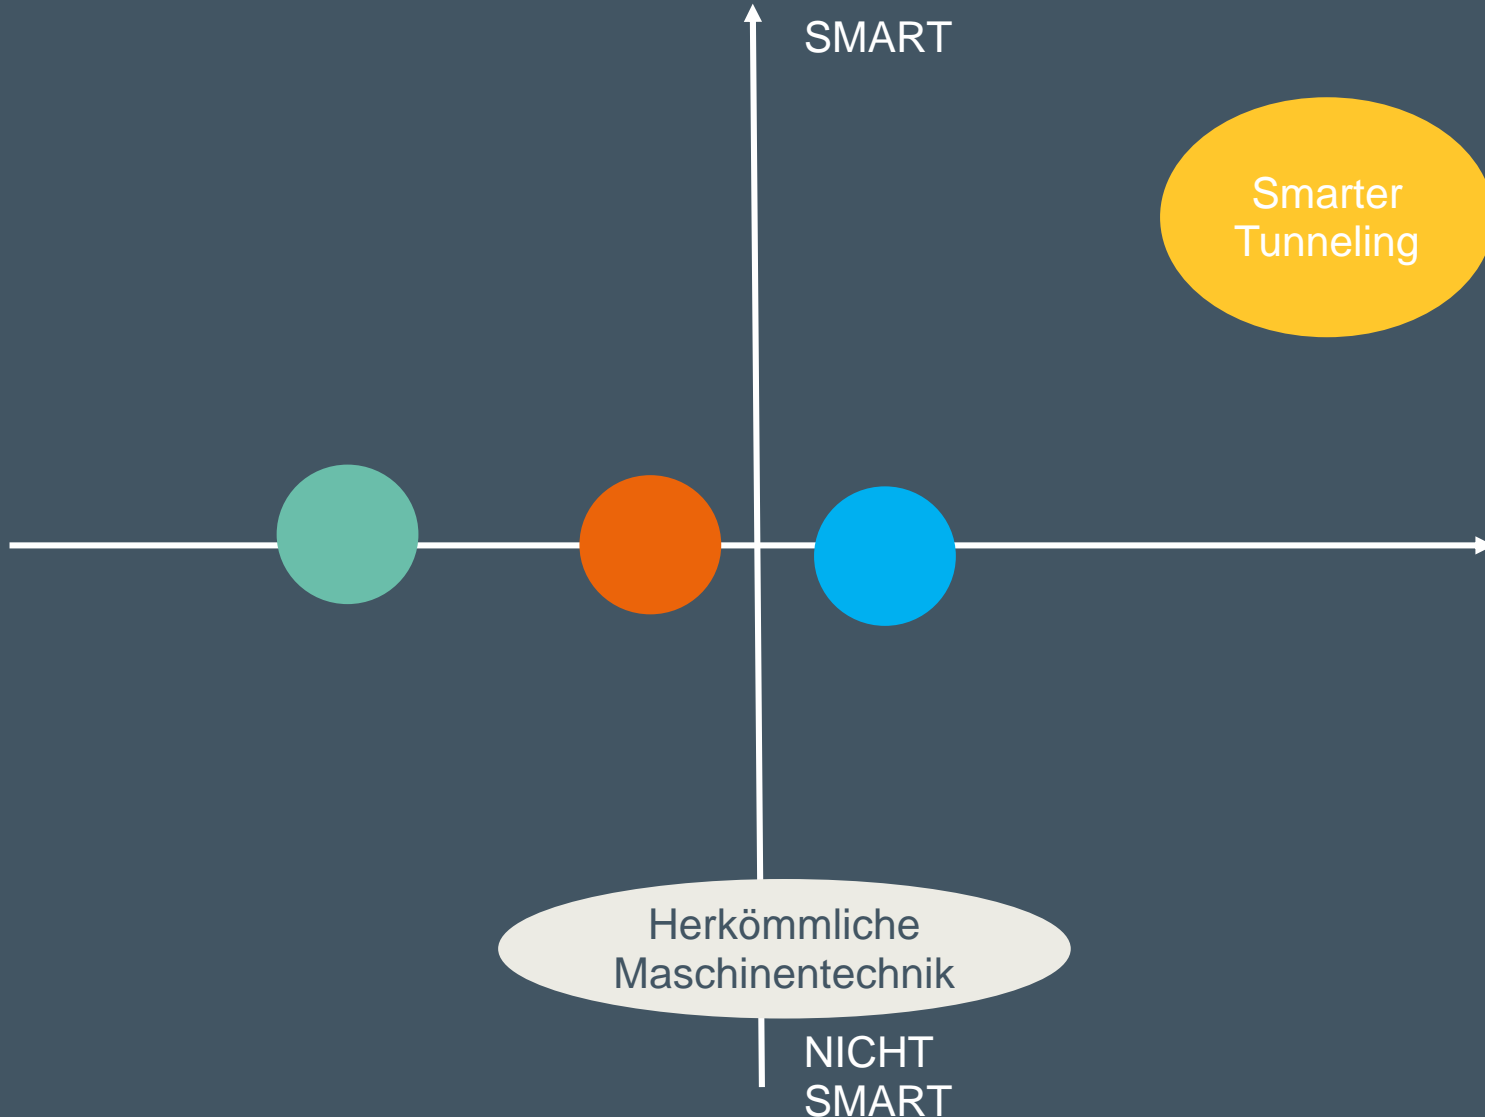 SMART
Smarter
Tunneling
Herkömmliche
Maschinentechnik
NICHT
SMART